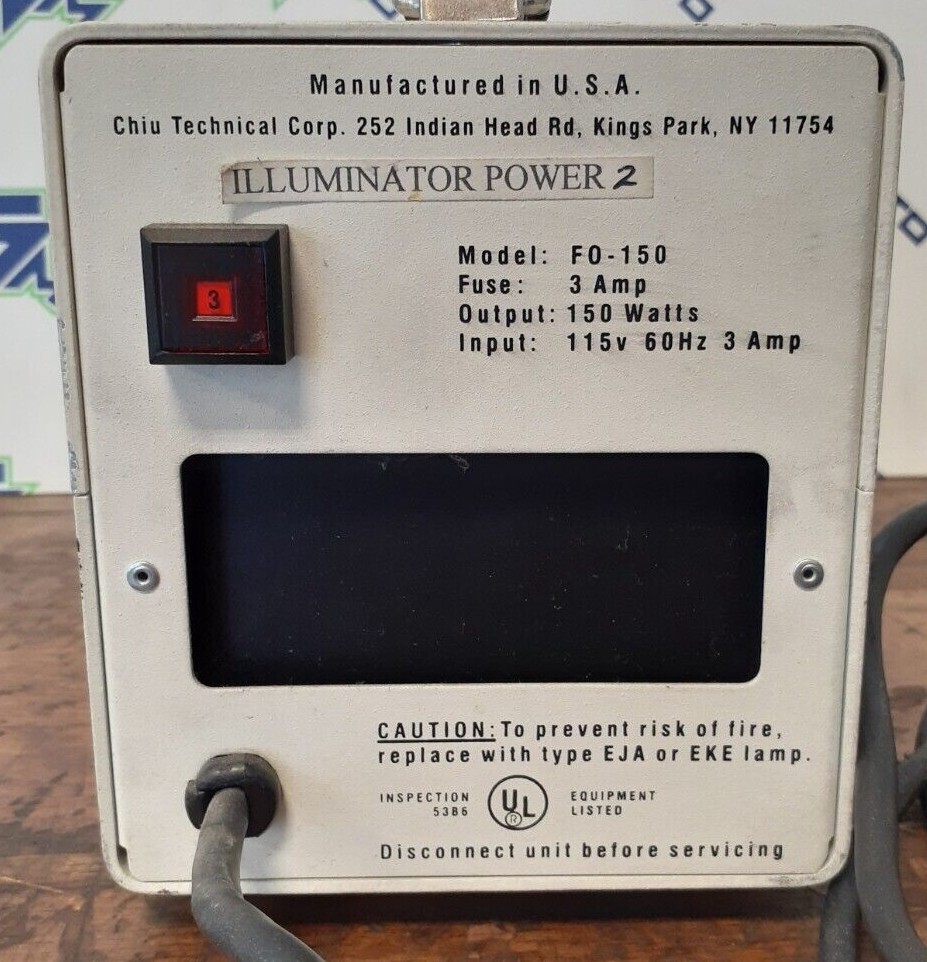 Manufactured in U.S.A.
Chiu Technical Corp. 252 Indian Head Rd, Kings Park, NY 11754
ILLUMINATOR POWER 2
3
Model: FO-150
Fuse: 3 Amp
Output: 150 Watts
Input: 115v 60Hz 3 Amp
CAUTION: To prevent risk of fire,
replace with type EJA or EKE lamp.
INSPECTION
53B6
UL
®
EQUIPMENT
LISTED
Disconnect unit before servicing